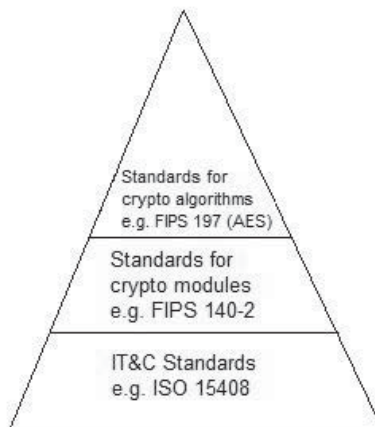 Standards for
crypto algorithms
e.g. FIPS 197 (AES)
Standards for
crypto modules
e.g. FIPS 140-2
IT&C Standards
e.g. ISO 15408